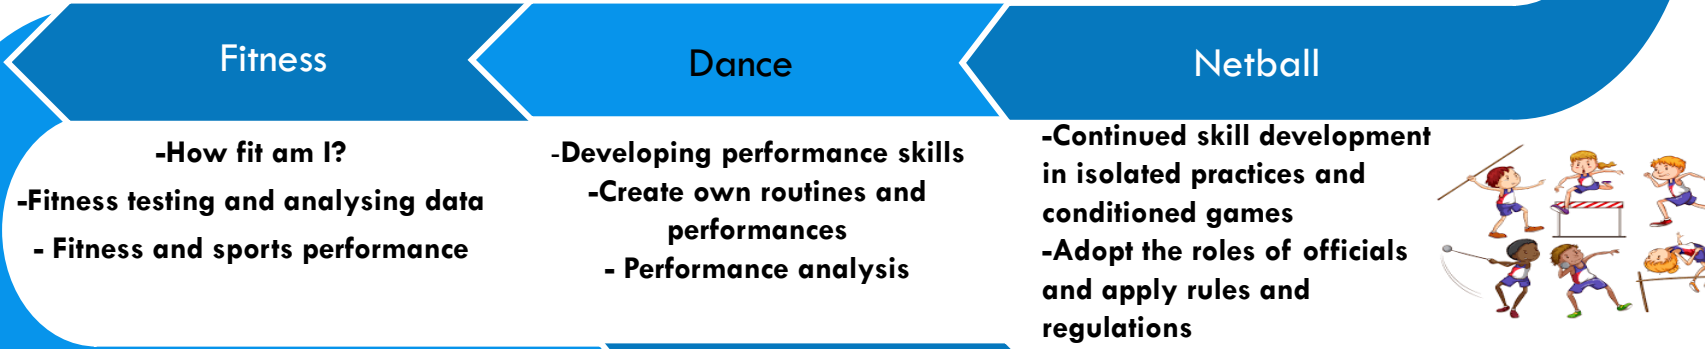 Fitness
Dance
Netball
-How fit am I?
-Fitness testing and analysing data
- Fitness and sports performance
-Developing performance skills
-Create own routines and
performances
- Performance analysis
-Continued skill development
in isolated practices and
conditioned games
-Adopt the roles of officials
and apply rules and
regulations